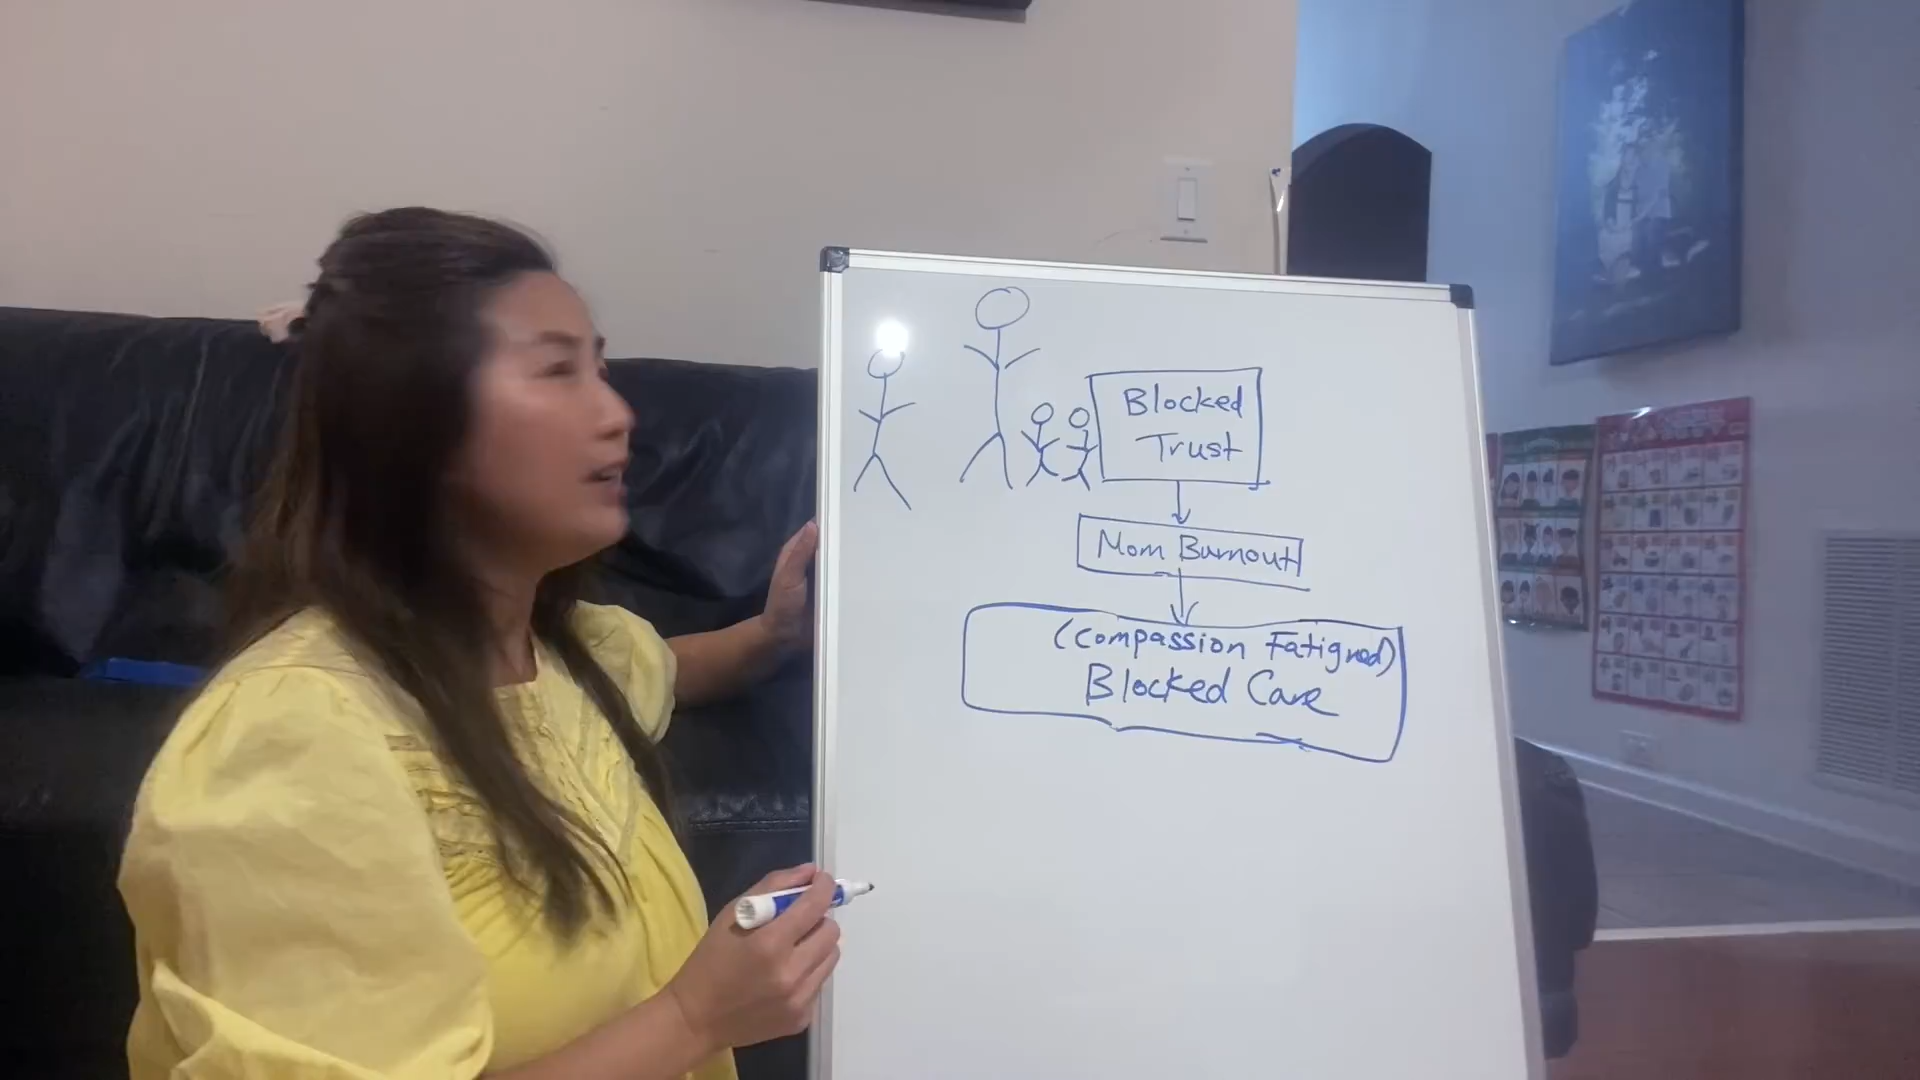 Blocked
Trust
Mom Burnout
(Compassion Fatigued)
Blocked Care